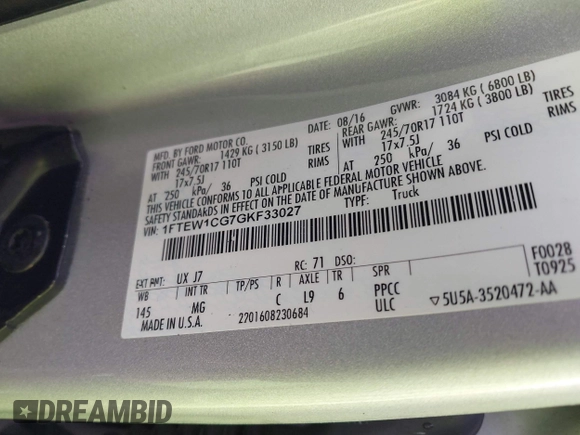 MFD. BY FORD MOTOR CO.
DATE: 08/16
GVWR: 3084 KG ( 6800 LB)
FRONT GAWR: 1429 KG ( 3150 LB)
REAR GAWR: 1724 KG ( 3800 LB)
WITH 245/70R17 110T TIRES
WITH 245/70R17 110T TIRES
17x7.5J RIMS
17x7.5J RIMS
AT 250 kPa/ 36 PSI COLD
AT 250 kPa/ 36 PSI COLD
THIS VEHICLE CONFORMS TO ALL APPLICABLE FEDERAL MOTOR VEHICLE
SAFETY AND THEFT PREVENTION STANDARDS IN EFFECT ON THE DATE OF MANUFACTURE SHOWN ABOVE.
VIN: 1FTEW1CG7GKF33027
TYPE: Truck
EXT PNT: UX J7
RC: 71 DSO:
F0028
T0925
WB INT TR TP/PS R AXLE TR SPR
145 MG C L9 6 PPCC
ULC
MADE IN U.S.A.
2201608230684
▽5U5A-3520472-AA
DREAMBID